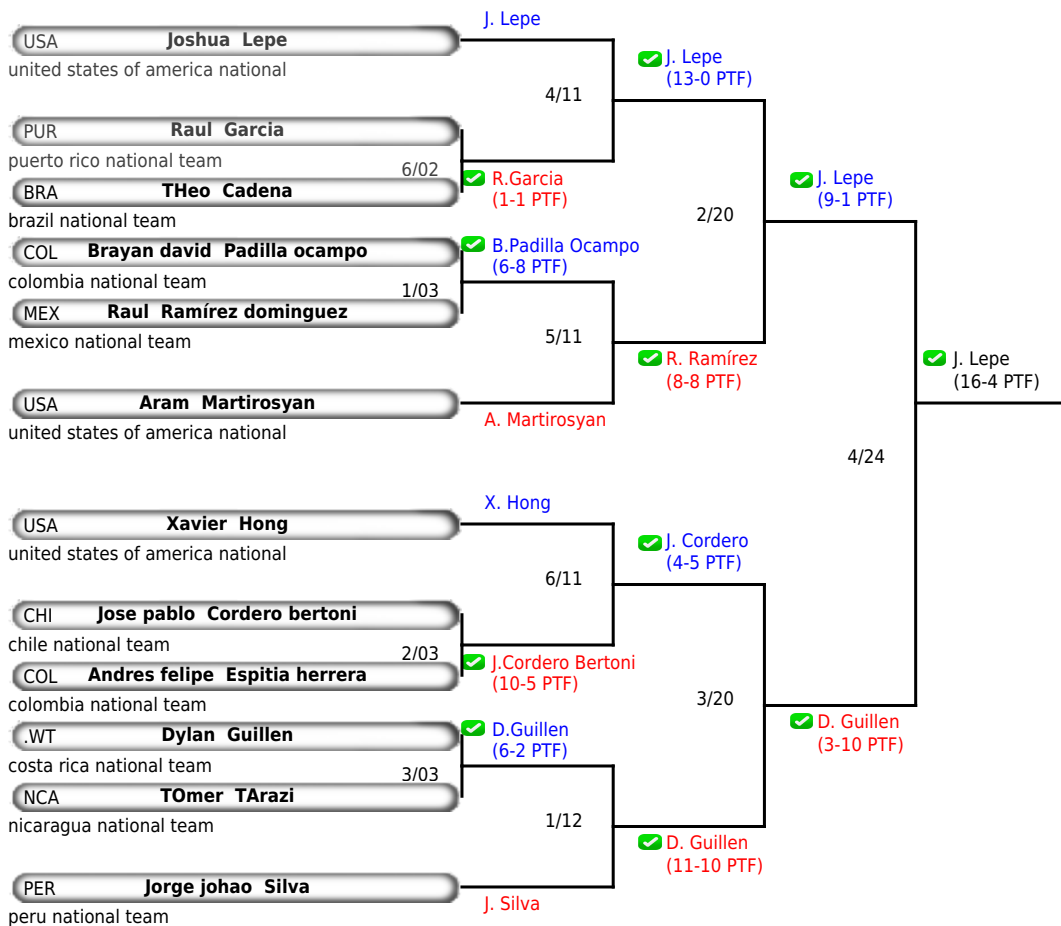 J. Lepe
USA Joshua Lepe
united states of america national
J. Lepe
(13-0 PTF)
4/11
PUR Raul Garcia
puerto rico national team
6/02
R.Garcia
(1-1 PTF)
BRA THeo Cadena
brazil national team
J. Lepe
(9-1 PTF)
2/20
COL Brayan david Padilla ocampo
colombia national team
B.Padilla Ocampo
(6-8 PTF)
1/03
MEX Raul Ramírez dominguez
mexico national team
5/11
R. Ramírez
(8-8 PTF)
J. Lepe
(16-4 PTF)
USA Aram Martirosyan
united states of america national
A. Martirosyan
4/24
X. Hong
USA Xavier Hong
united states of america national
J. Cordero
(4-5 PTF)
6/11
CHI Jose pablo Cordero bertoni
chile national team
2/03
J.Cordero Bertoni
(10-5 PTF)
COL Andres felipe Espitia herrera
colombia national team
3/20
D. Guillen
(3-10 PTF)
.WT Dylan Guillen
costa rica national team
D.Guillen
(6-2 PTF)
3/03
NCA TOmer TArazi
nicaragua national team
1/12
D. Guillen
(11-10 PTF)
PER Jorge johao Silva
peru national team
J. Silva